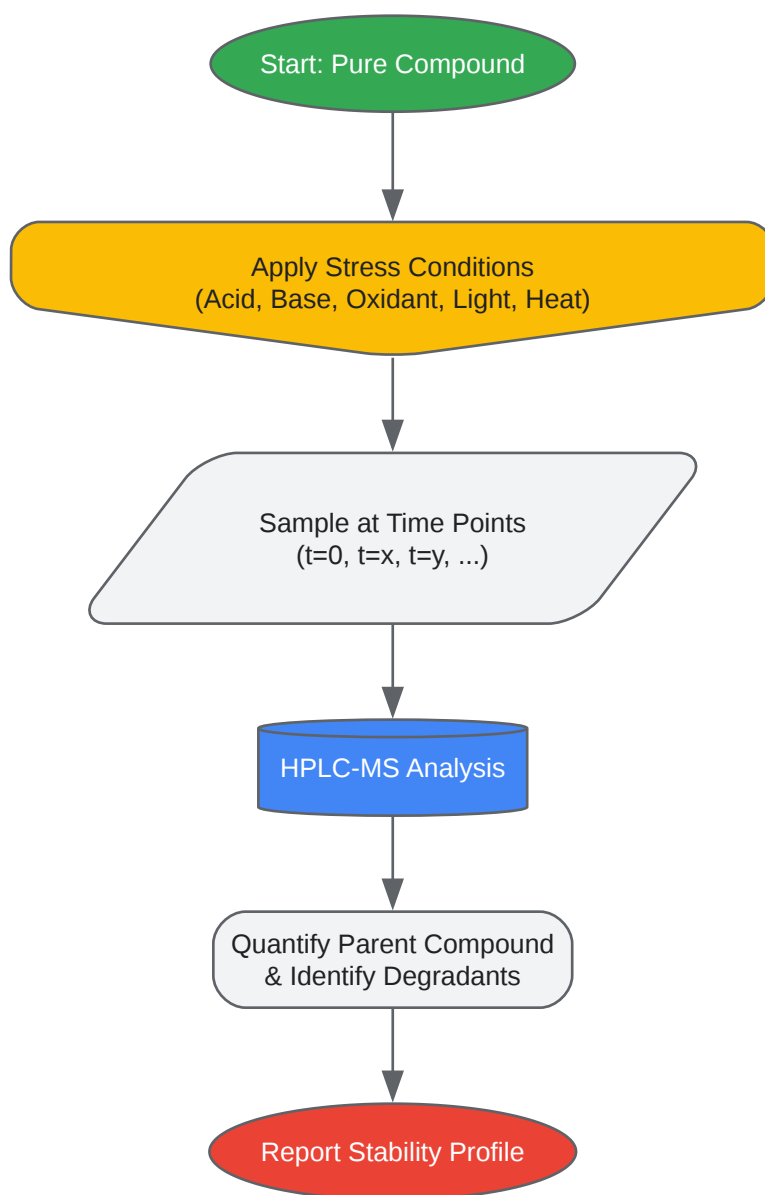 Start: Pure Compound
Apply Stress Conditions
(Acid, Base, Oxidant, Light, Heat)
Sample at Time Points
(t=0, t=x, t=y, ...)
HPLC-MS Analysis
Quantify Parent Compound
& Identify Degradants
Report Stability Profile